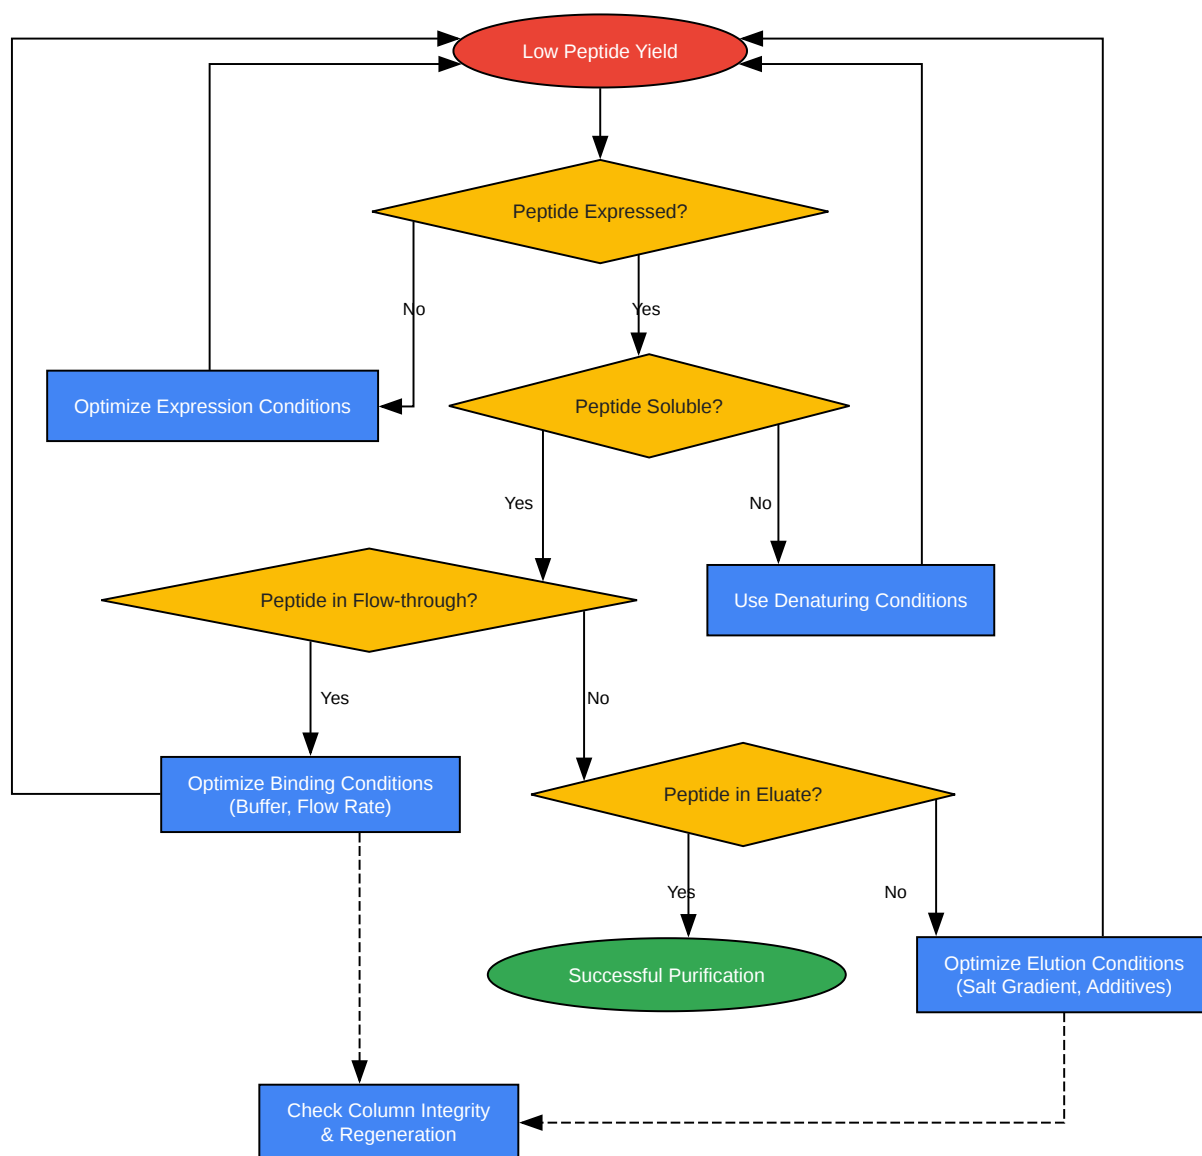 Low Peptide Yield
Peptide Expressed?
No
Yes
Optimize Expression Conditions
Peptide Soluble?
Yes
No
Peptide in Flow-through?
Use Denaturing Conditions
Yes
No
Optimize Binding Conditions
(Buffer, Flow Rate)
Peptide in Eluate?
Yes
No
Successful Purification
Optimize Elution Conditions
(Salt Gradient, Additives)
Check Column Integrity
& Regeneration